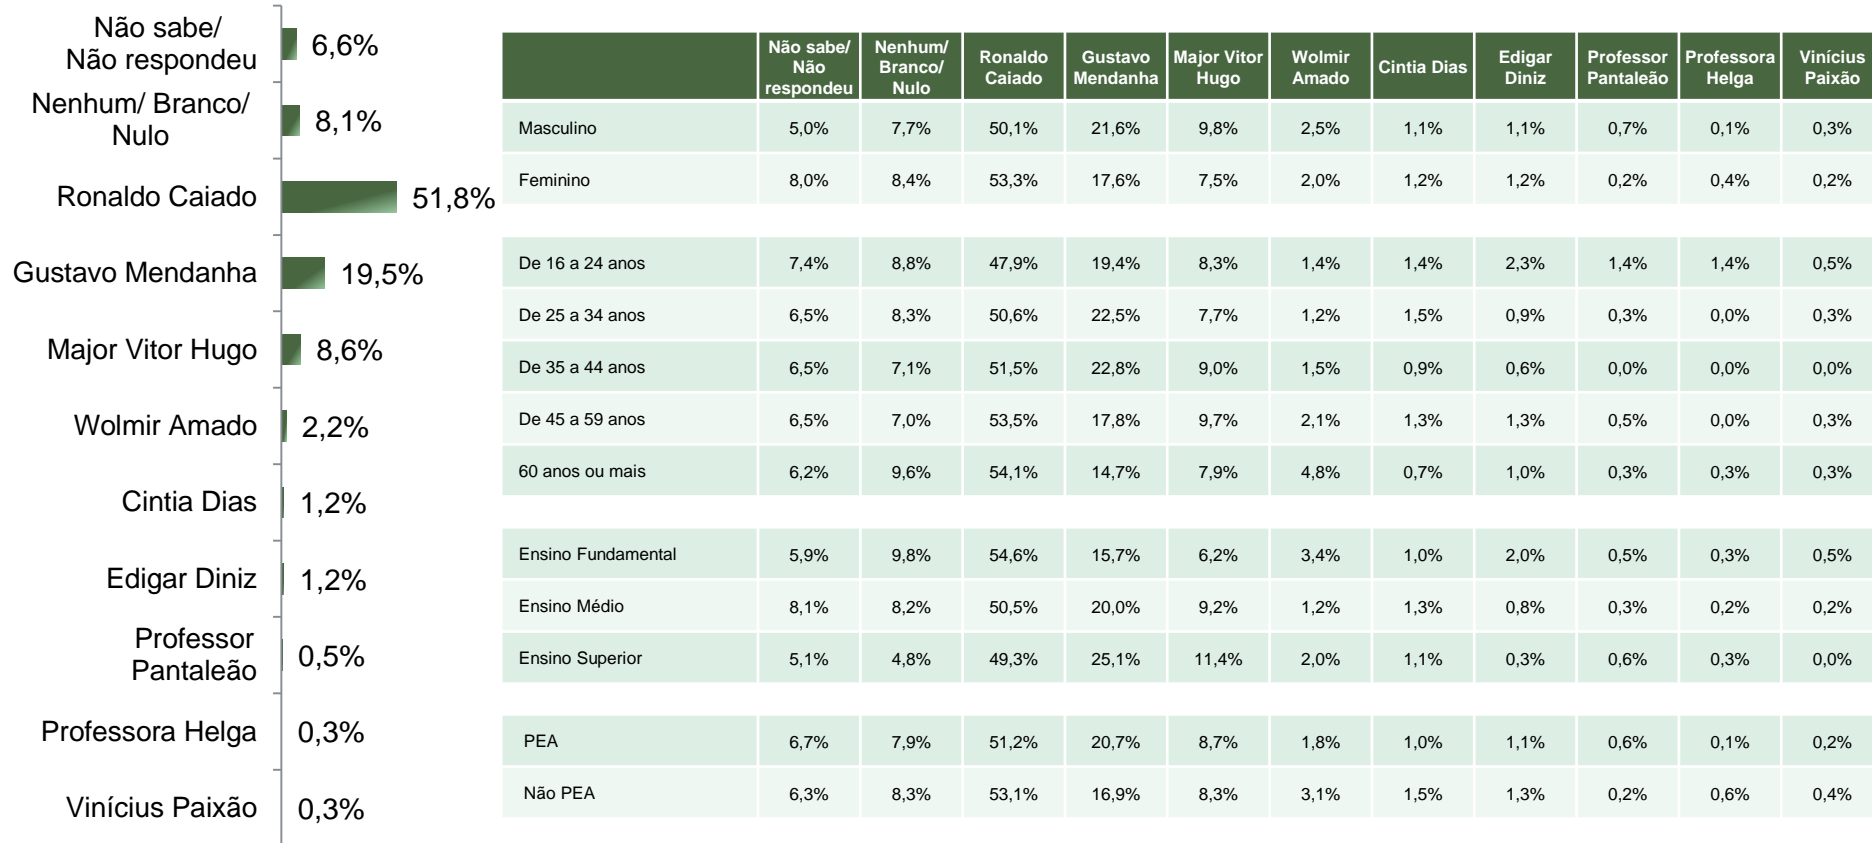 Não sabe/
Não respondeu
6,6%
Nenhum/ Branco/
Nulo
8,1%
Ronaldo Caiado
51,8%
Gustavo Mendanha
19,5%
Major Vitor Hugo
8,6%
Wolmir Amado
2,2%
Cintia Dias
1,2%
Edigar Diniz
1,2%
Professor
Pantaleão
0,5%
Professora Helga
0,3%
Vinícius Paixão
0,3%
Não sabe/
Não
respondeu
Nenhum/
Branco/
Nulo
Ronaldo
Caiado
Gustavo
Mendanha
Major Vitor
Hugo
Wolmir
Amado
Cintia Dias
Edigar
Diniz
Professor
Pantaleão
Professora
Helga
Vinícius
Paixão
Masculino 5,0% 7,7% 50,1% 21,6% 9,8% 2,5% 1,1% 1,1% 0,7% 0,1% 0,3%
Feminino 8,0% 8,4% 53,3% 17,6% 7,5% 2,0% 1,2% 1,2% 0,2% 0,4% 0,2%
De 16 a 24 anos 7,4% 8,8% 47,9% 19,4% 8,3% 1,4% 1,4% 2,3% 1,4% 1,4% 0,5%
De 25 a 34 anos 6,5% 8,3% 50,6% 22,5% 7,7% 1,2% 1,5% 0,9% 0,3% 0,0% 0,3%
De 35 a 44 anos 6,5% 7,1% 51,5% 22,8% 9,0% 1,5% 0,9% 0,6% 0,0% 0,0% 0,0%
De 45 a 59 anos 6,5% 7,0% 53,5% 17,8% 9,7% 2,1% 1,3% 1,3% 0,5% 0,0% 0,3%
60 anos ou mais 6,2% 9,6% 54,1% 14,7% 7,9% 4,8% 0,7% 1,0% 0,3% 0,3% 0,3%
Ensino Fundamental 5,9% 9,8% 54,6% 15,7% 6,2% 3,4% 1,0% 2,0% 0,5% 0,3% 0,5%
Ensino Médio 8,1% 8,2% 50,5% 20,0% 9,2% 1,2% 1,3% 0,8% 0,3% 0,2% 0,2%
Ensino Superior 5,1% 4,8% 49,3% 25,1% 11,4% 2,0% 1,1% 0,3% 0,6% 0,3% 0,0%
PEA 6,7% 7,9% 51,2% 20,7% 8,7% 1,8% 1,0% 1,1% 0,6% 0,1% 0,2%
Não PEA 6,3% 8,3% 53,1% 16,9% 8,3% 3,1% 1,5% 1,3% 0,2% 0,6% 0,4%